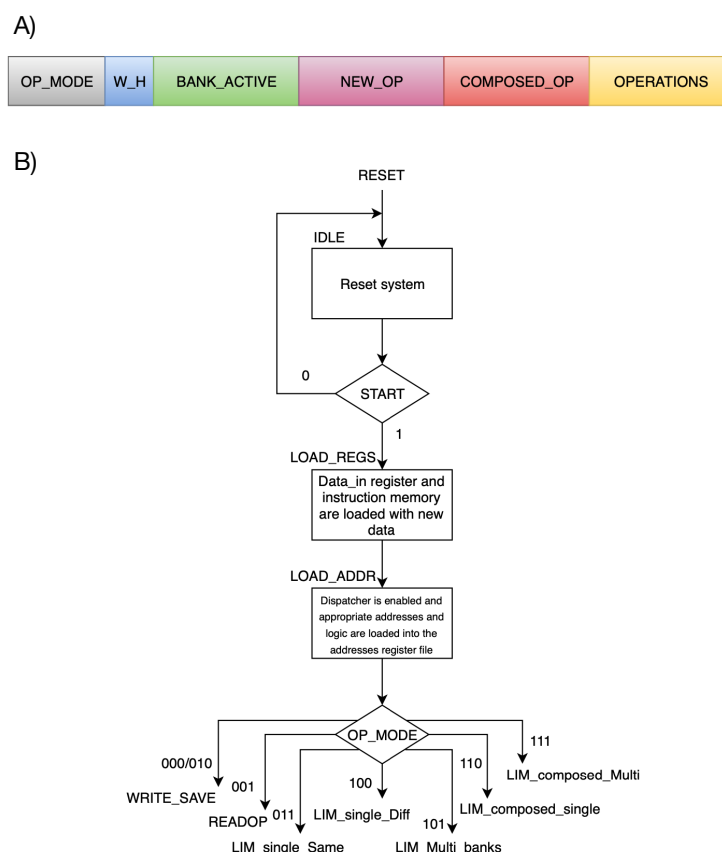 A)
OP_MODE W_H BANK_ACTIVE NEW_OP COMPOSED_OP OPERATIONS
B)
RESET
IDLE
Reset system
0
START
1
LOAD_REGS
Data_in register and
instruction memory
are loaded with new
data
LOAD_ADDR
Dispatcher is enabled and
appropriate addresses and
logic are loaded into the
addresses register file
OP_MODE
000/010
WRITE_SAVE
001
READOP
011
LIM_single_Same
100
LIM_single_Diff
101
LIM_Multi_banks
110
LIM_composed_single
111
LIM_composed_Multi